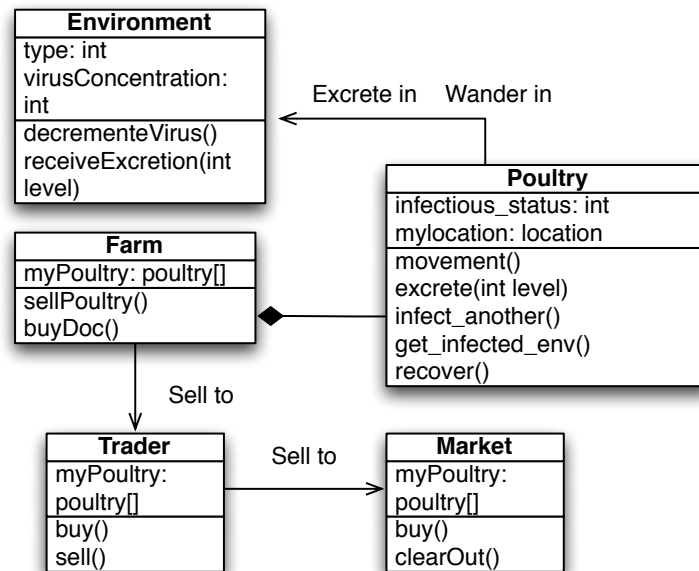 Environment
type: int
virusConcentration:
int
decrementeVirus()
receiveExcretion(int
level)
Excrete in Wander in
Poultry
infectious_status: int
mylocation: location
movement()
excrete(int level)
infect_another()
get_infected_env()
recover()
Farm
myPoultry: poultry[]
sellPoultry()
buyDoc()
Sell to
Trader
myPoultry:
poultry[]
buy()
sell()
Sell to
Market
myPoultry:
poultry[]
buy()
clearOut()